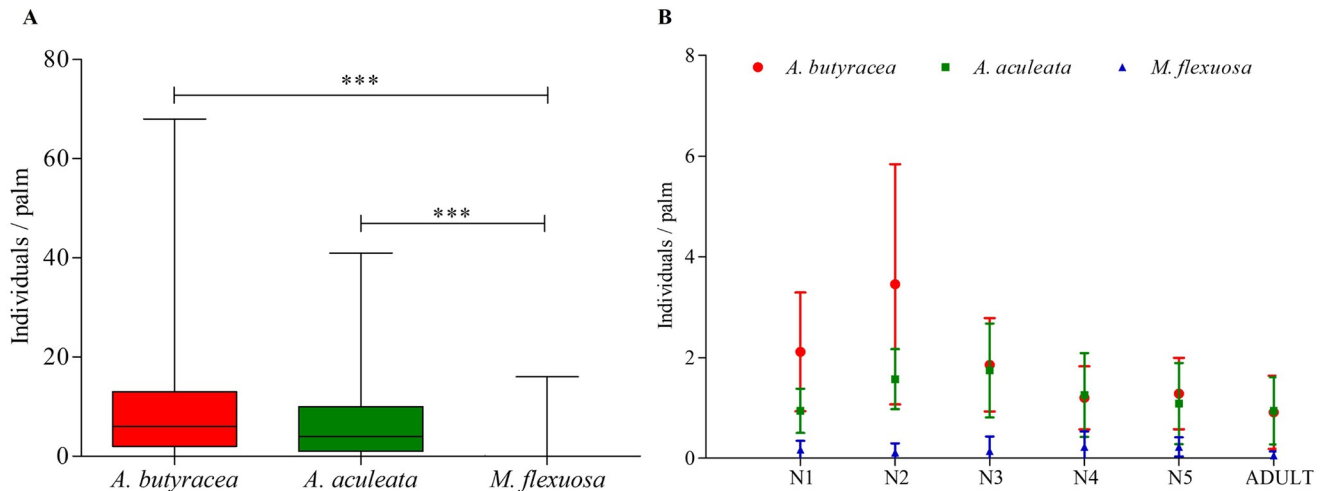 A
Individuals / palm
80
60
40
20
0
***
***
A. butyracea A. aculeata M. flexuosa
B
Individuals / palm
8
6
4
2
0
A. butyracea A. aculeata M. flexuosa
N1 N2 N3 N4 N5 ADULT